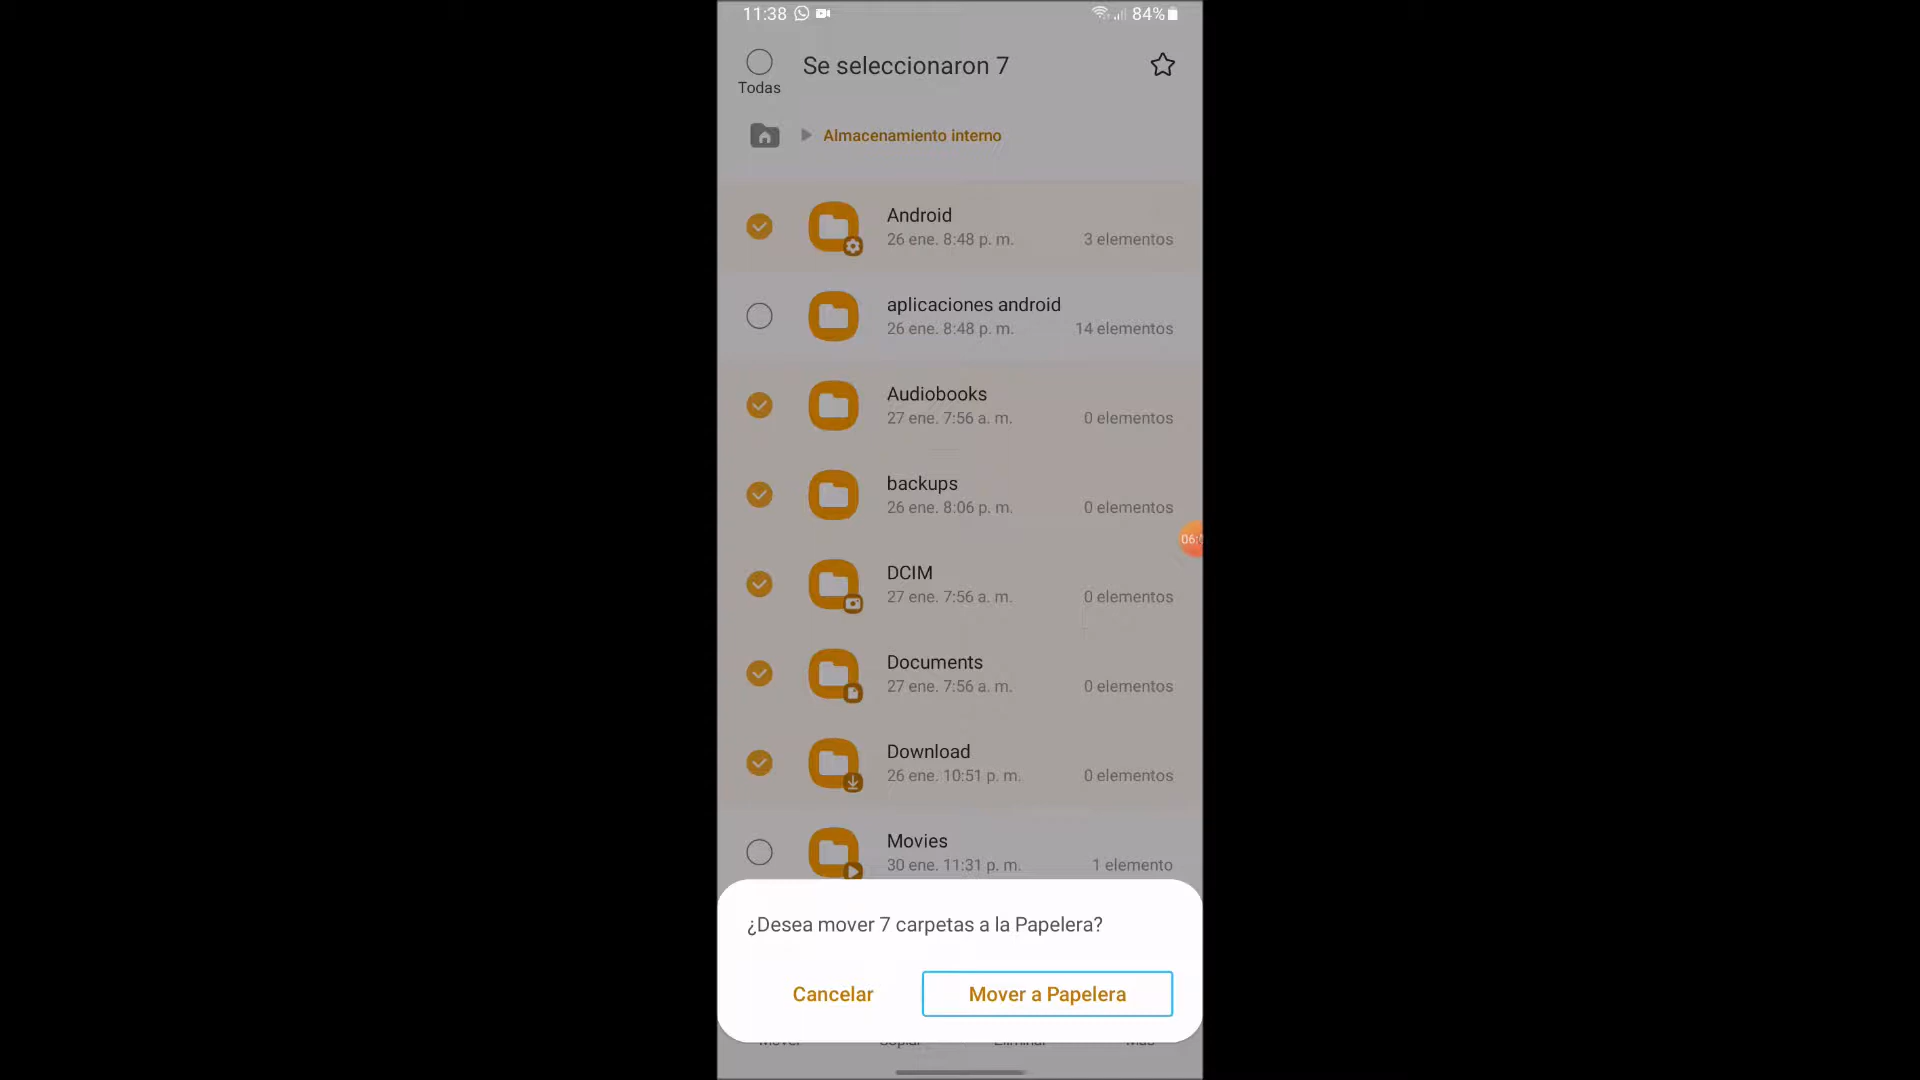 11:38 84%
Se seleccionaron 7
Todas
Almacenamiento interno
Android
26 ene. 8:48 p. m. 3 elementos
aplicaciones android
26 ene. 8:48 p. m. 14 elementos
Audiobooks
27 ene. 7:56 a. m. 0 elementos
backups
26 ene. 8:06 p. m. 0 elementos
DCIM
27 ene. 7:56 a. m. 0 elementos
Documents
27 ene. 7:56 a. m. 0 elementos
Download
26 ene. 10:51 p. m. 0 elementos
Movies
30 ene. 11:31 p. m. 1 elemento
¿Desea mover 7 carpetas a la Papelera?
Cancelar Mover a Papelera